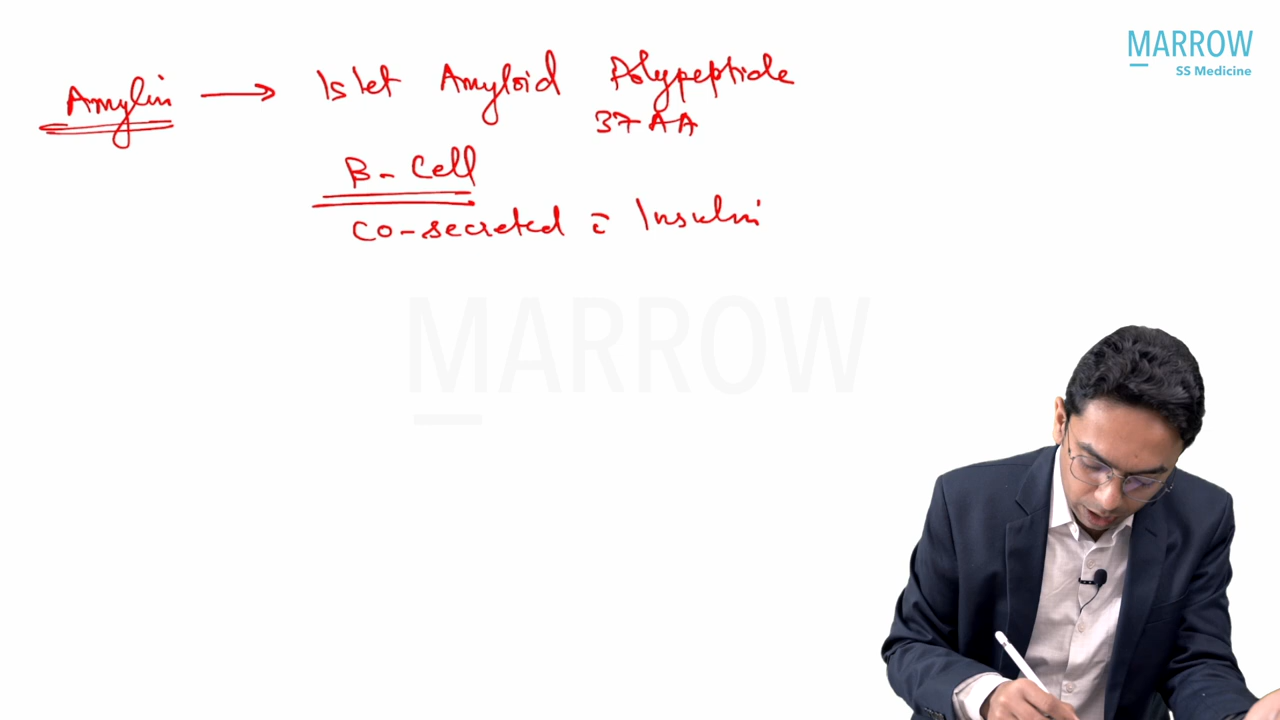 MARROW
SS Medicine
Amylin → Islet Amyloid Polypeptide
37 AA
B - Cell
Co-secreted c̄ Insulin
MARROW